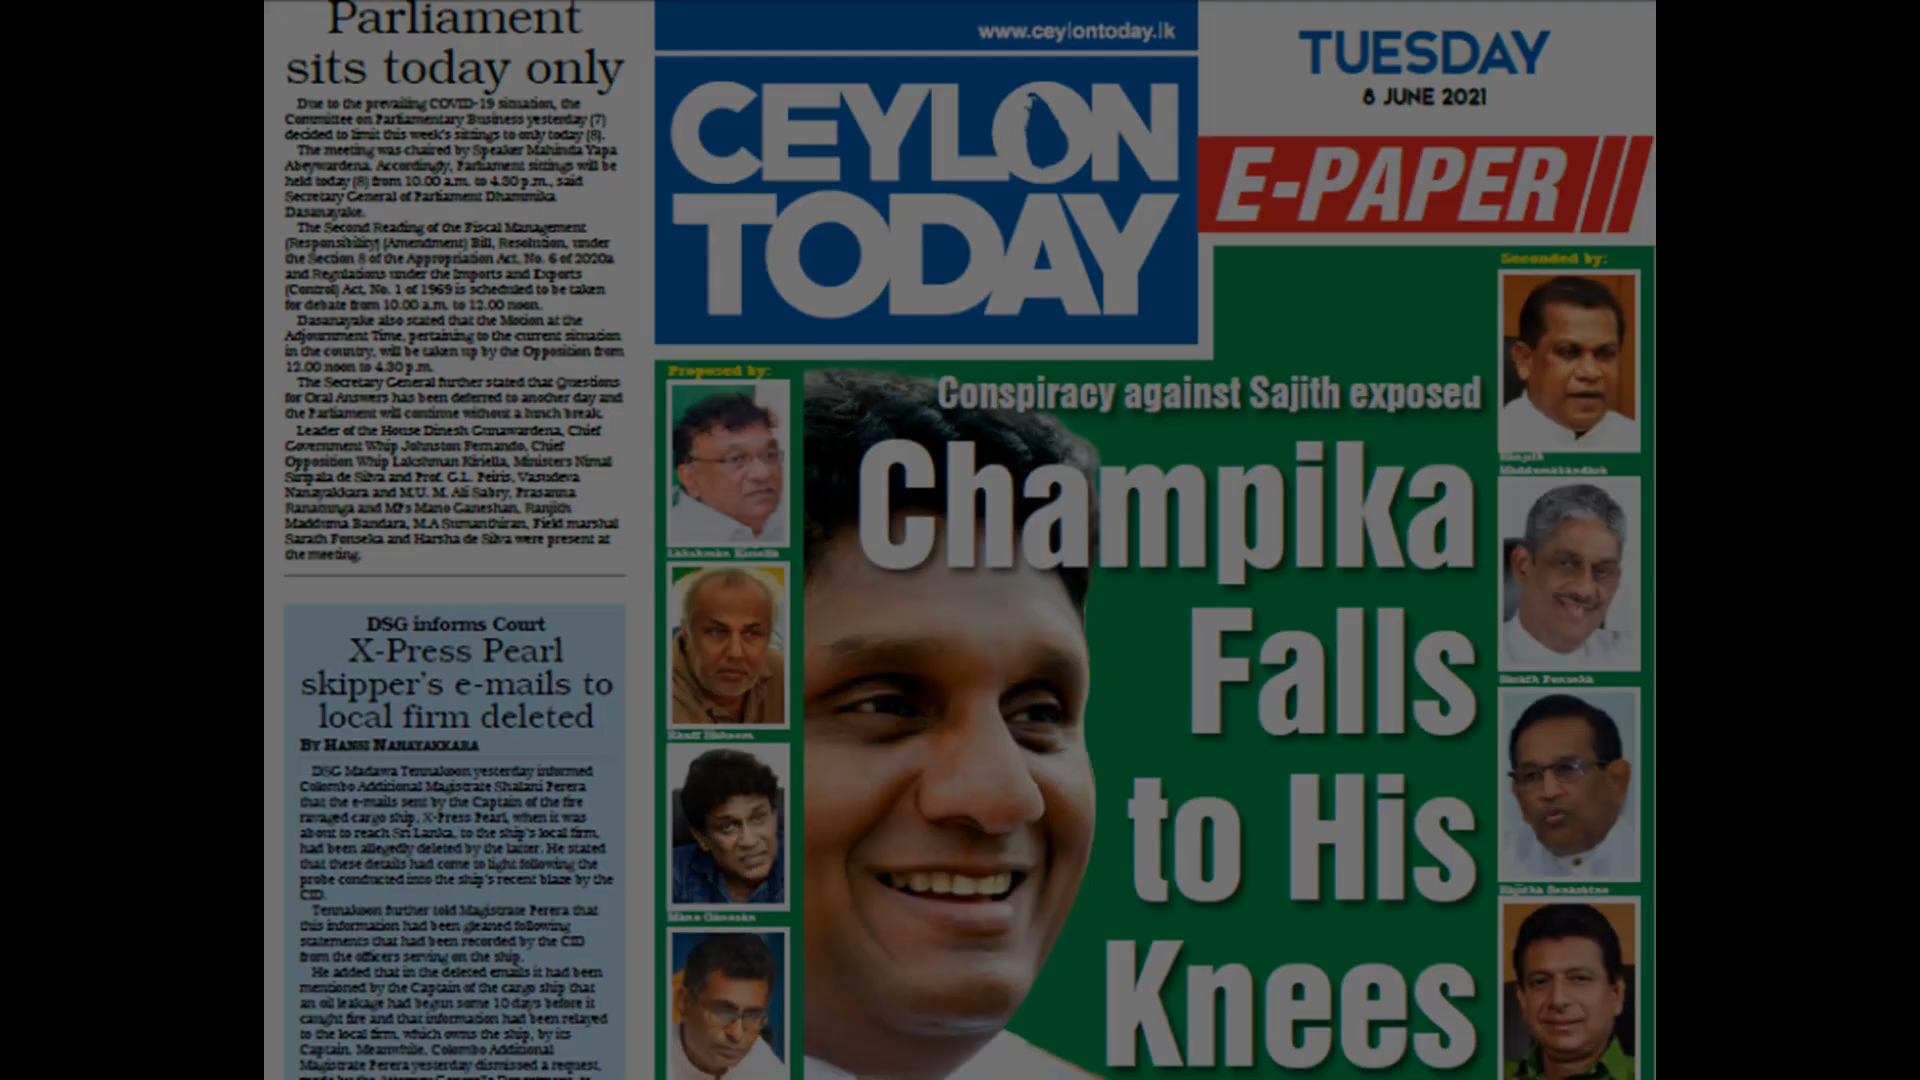 Parliament
sits today only
Due to the prevailing COVID-19 situation, the
Committee on Parliamentary Business yesterday (7)
decided to limit this week's sittings to only today (8).
The meeting was chaired by Speaker Mahinda Yapa
Abeywardena. Accordingly, Parliament sittings will be
held today (8) from 10.00 a.m. to 4.30 p.m., said
Secretary General of Parliament Dhammika
Dasanayake.
The Second Reading of the Fiscal Management
(Responsibility) (Amendment) Bill, Resolution, under
the Section 8 of the Appropriation Act, No. 6 of 2020a
and Regulations under the Imports and Exports
(Control) Act, No. 1 of 1969 is scheduled to be taken
for debate from 10.00 a.m. to 12.00 noon.
Dasanayake also stated that the Motion at the
Adjournment Time, pertaining to the current situation
in the country, will be taken up by the Opposition from
12.00 noon to 4.30 p.m.
The Secretary General further stated that Questions
for Oral Answers has been deferred to another day and
the Parliament will continue without a lunch break.
Leader of the House Dinesh Gunawardena, Chief
Government Whip Johnston Fernando, Chief
Opposition Whip Lakshman Kiriella, Ministers Nimal
Siripala de Silva and Prof. G.L. Peiris, Vasudeva
Nanayakkara and M.U. M. Ali Sabry, Prasanna
Ranatunga and MPs Mano Ganeshan, Ranjith
Madduma Bandara, M.A Sumanthiran, Field marshal
Sarath Fonseka and Harsha de Silva were present at
the meeting.
DSG informs Court
X-Press Pearl
skipper's e-mails to
local firm deleted
BY HANSI NANAYAKKARA
DSG Madawa Tennakoon yesterday informed
Colombo Additional Magistrate Shalani Perera
that the e-mails sent by the Captain of the fire
ravaged cargo ship, X-Press Pearl, when it was
about to reach Sri Lanka, to the ship's local firm,
had been allegedly deleted by the latter. He stated
that these details had come to light following the
probe conducted into the ship's recent blaze by the
CID.
Tennakoon further told Magistrate Perera that
this information had been gleaned following
statements that had been recorded by the CID
from the officers serving on the ship.
He added that in the deleted emails it had been
mentioned by the Captain of the cargo ship that
an oil leakage had begun some 10 days before it
caught fire and that information had been relayed
to the local firm, which owns the ship, by its
Captain. Meanwhile, Colombo Additional
Magistrate Perera yesterday dismissed a request,
www.ceylontoday.lk
CEYLON
TODAY
TUESDAY
8 JUNE 2021
E-PAPER
Proposed by:
Lakshman Kiriella
Rauff Hakeem
Mano Ganesan
Conspiracy against Sajith exposed
Champika
Falls
to His
Knees
Seconded by:
Ranjith
Maddumabandara
Sarath Fonseka
Rajitha Senaratne